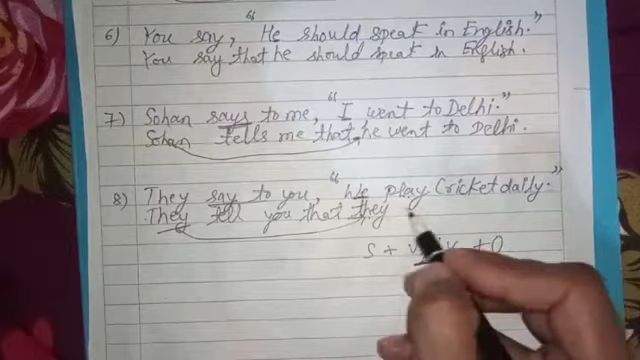 6) You say, "He should speak in English."
You say that he should speak in English.
7) Sohan says to me, "I went to Delhi."
Sohan tells me that he went to Delhi.
8) They say to you, "We play Cricket daily."
They tell you that they
S + V + O